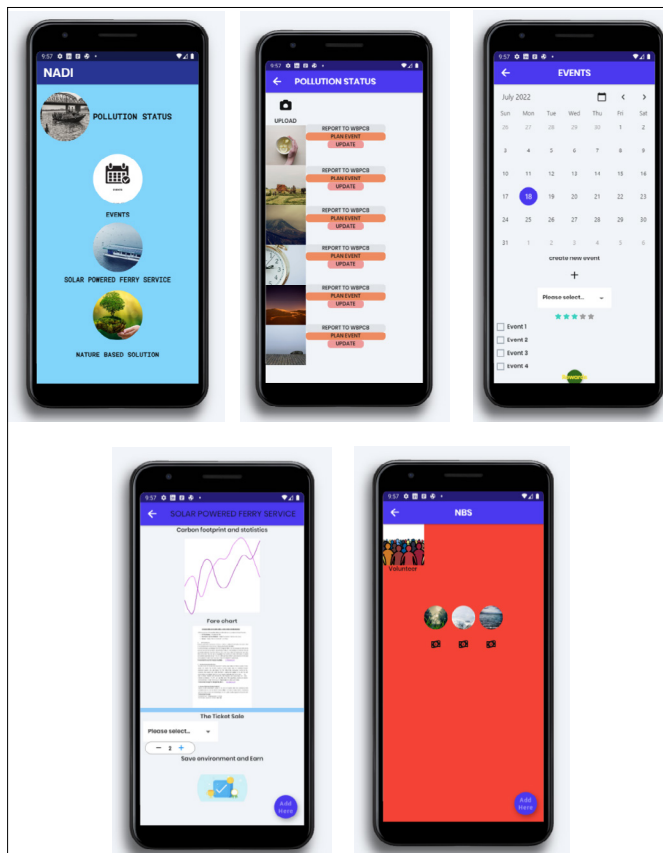 9:57
NADI
POLLUTION STATUS
EVENTS
SOLAR POWERED FERRY SERVICE
NATURE BASED SOLUTION
9:57
POLLUTION STATUS
UPLOAD
REPORT TO WBPCB
PLAN EVENT
UPDATE
REPORT TO WBPCB
PLAN EVENT
UPDATE
REPORT TO WBPCB
PLAN EVENT
UPDATE
REPORT TO WBPCB
PLAN EVENT
UPDATE
REPORT TO WBPCB
PLAN EVENT
UPDATE
REPORT TO WBPCB
PLAN EVENT
UPDATE
9:57
EVENTS
July 2022
Sun Mon Tue Wed Thu Fri Sat
26 27 28 29 30 1 2
3 4 5 6 7 8 9
10 11 12 13 14 15 16
17 18 19 20 21 22 23
24 25 26 27 28 29 30
31 1 2 3 4 5 6
create new event
+
Please select..
Event 1
Event 2
Event 3
Event 4
9:57
SOLAR POWERED FERRY SERVICE
Carbon footprint and statistics
Fare chart
The Ticket Sale
Please select..
Save environment and Earn
Add
Here
9:57
NBS
Volunteer
Add
Here